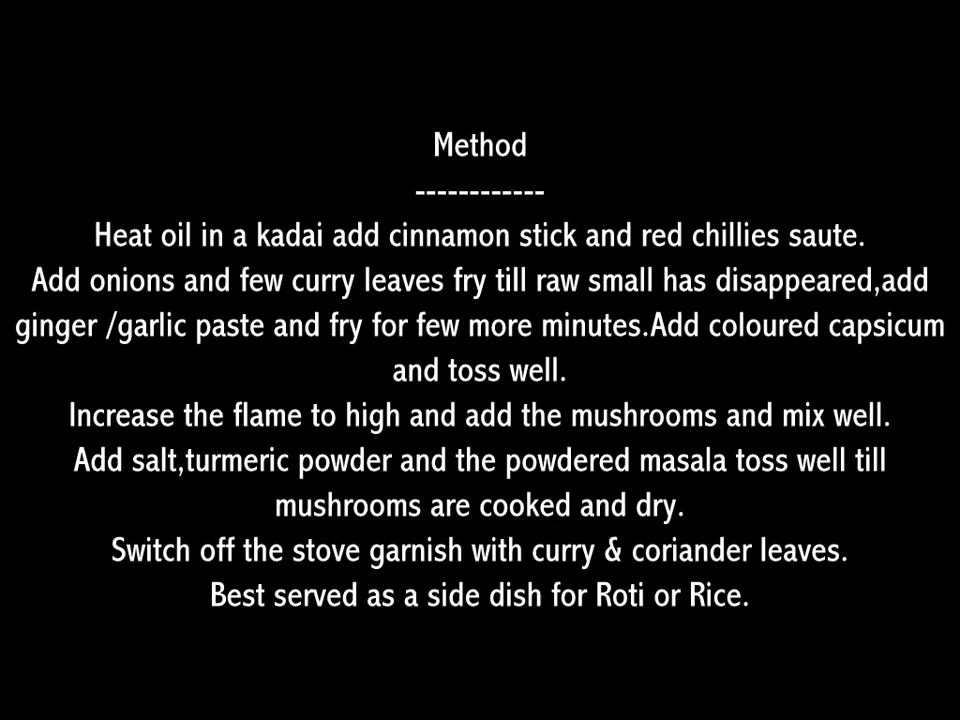 Method
------------
Heat oil in a kadai add cinnamon stick and red chillies saute.
Add onions and few curry leaves fry till raw small has disappeared,add
ginger /garlic paste and fry for few more minutes.Add coloured capsicum
and toss well.
Increase the flame to high and add the mushrooms and mix well.
Add salt,turmeric powder and the powdered masala toss well till
mushrooms are cooked and dry.
Switch off the stove garnish with curry & coriander leaves.
Best served as a side dish for Roti or Rice.